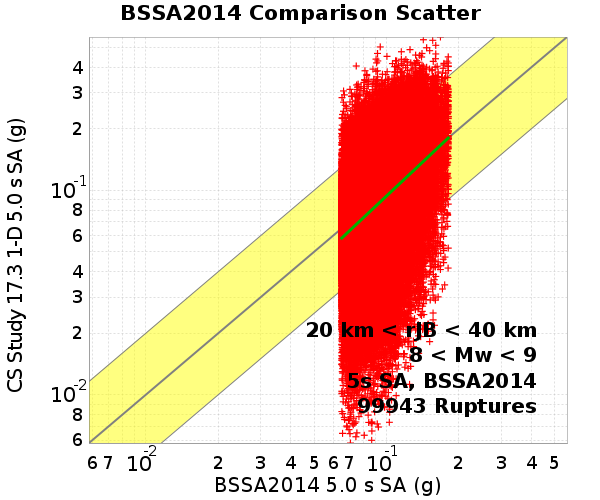 BSSA2014 Comparison Scatter
CS Study 17.3 1-D 5.0 s SA (g)
4
3
2
10-1
8
6
4
3
2
10-2
8
6
20 km < rJB < 40 km
8 < Mw < 9
5s SA, BSSA2014
99943 Ruptures
6 7 10-2 2 3 4 5 6 7 10-1 2 3 4 5
BSSA2014 5.0 s SA (g)